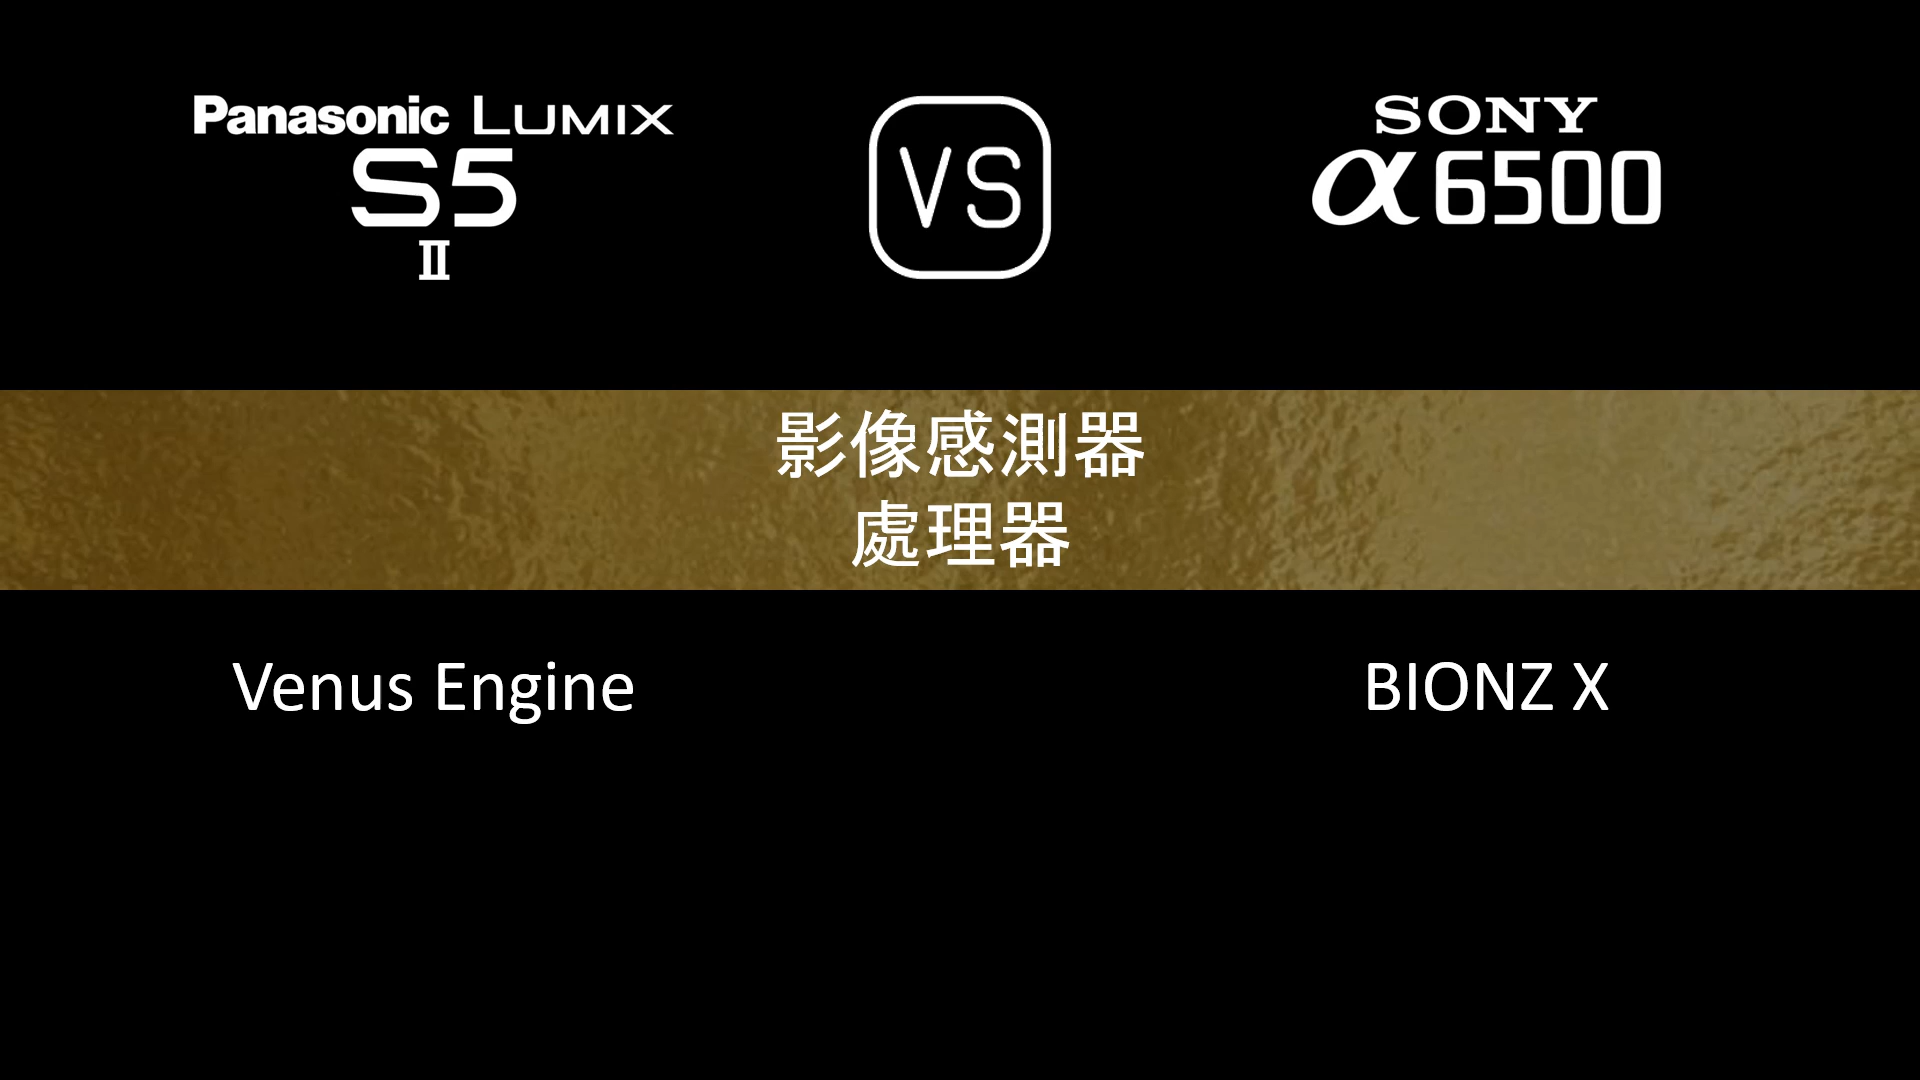 Panasonic LUMIX
S5
II
VS
SONY
α6500
影像感測器
處理器
Venus Engine
BIONZ X